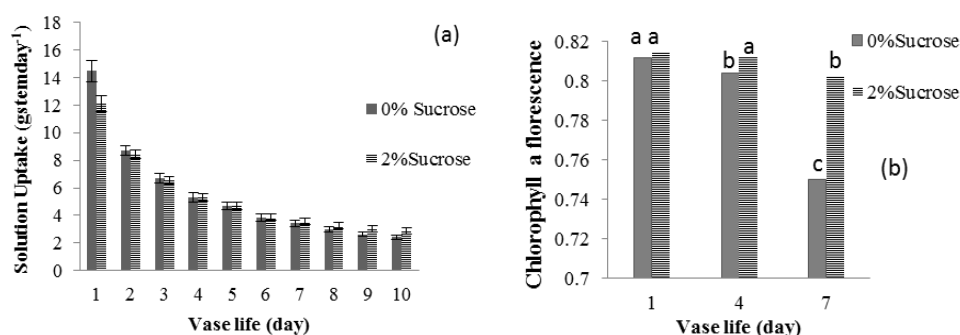 Solution Uptake (gstemday-1)
18
16
14
12
10
8
6
4
2
0
(a)
0% Sucrose
2%Sucrose
1 2 3 4 5 6 7 8 9 10
Vase life (day)
Chlorophyll a florescence
0.82
0.8
0.78
0.76
0.74
0.72
0.7
a a
b a
c b
0%Sucrose
2%Sucrose
(b)
1 4 7
Vase life (day)